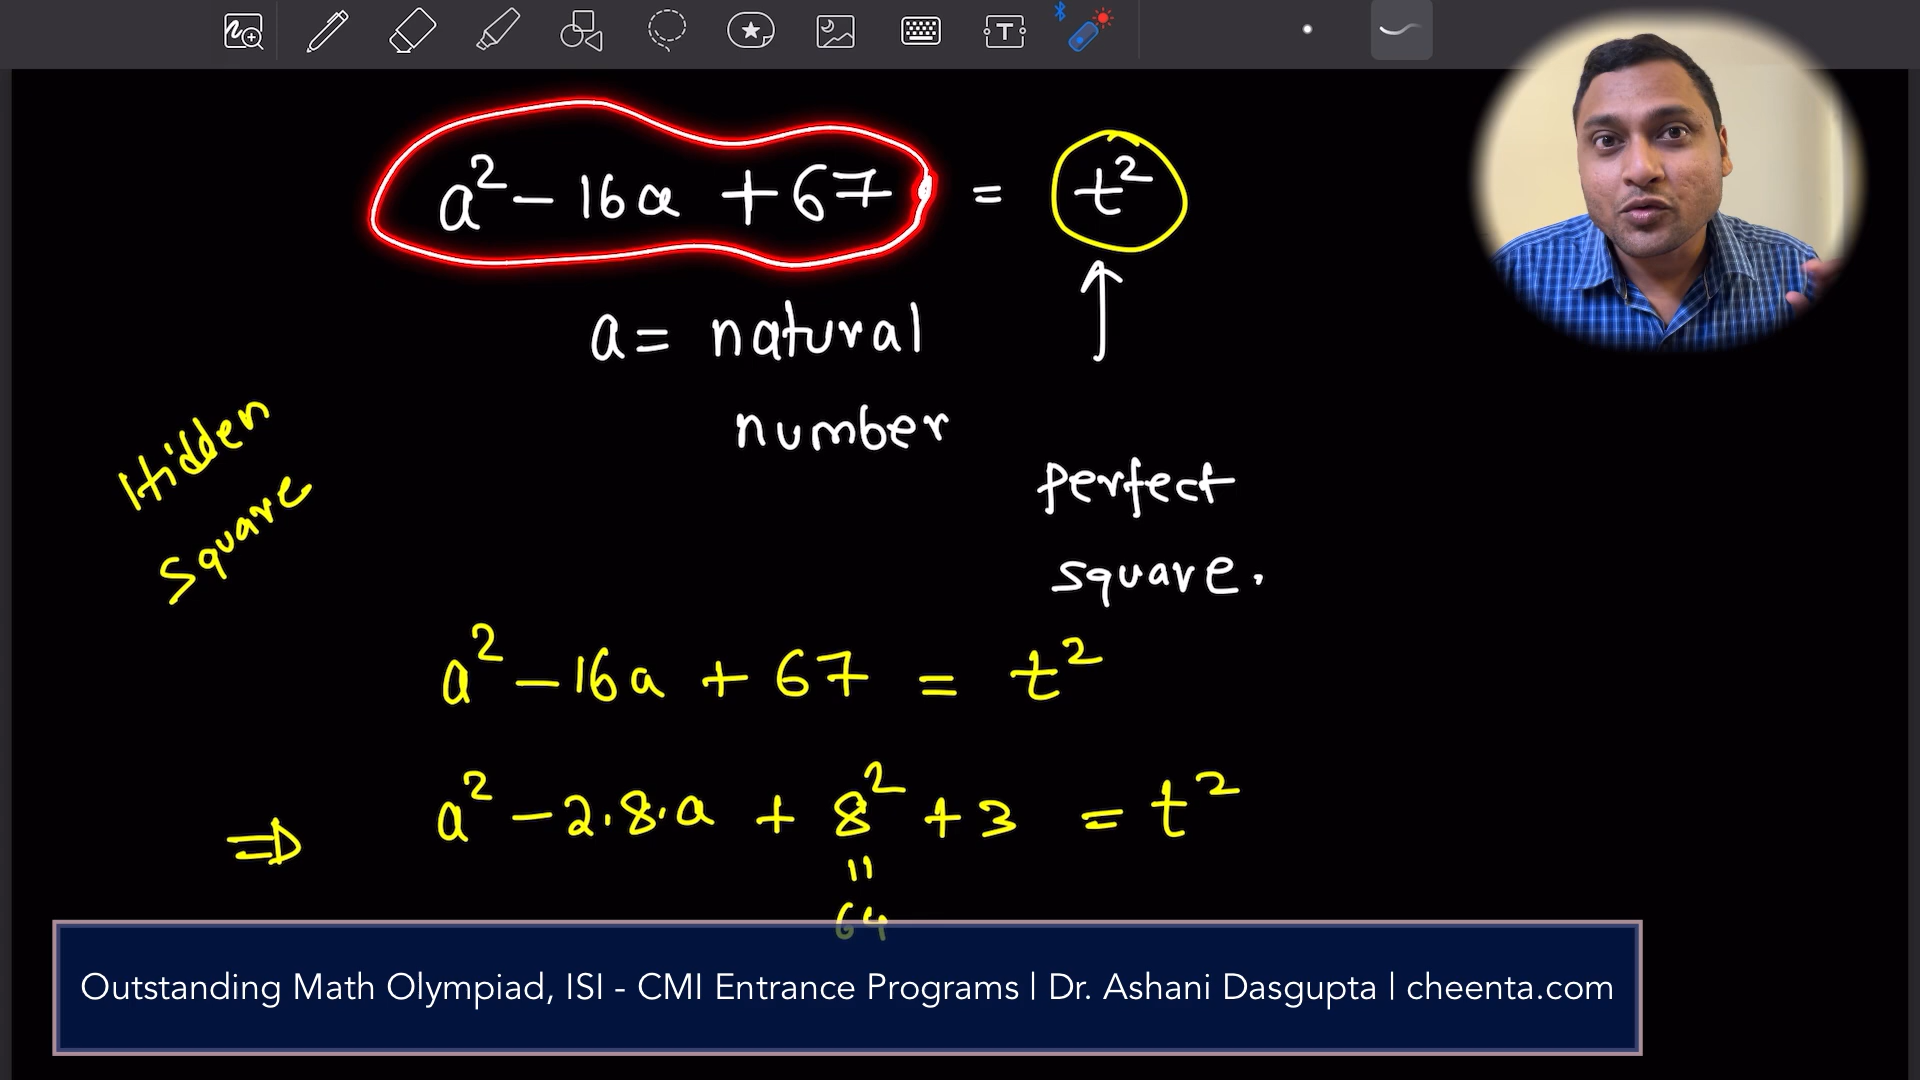 a² - 16a + 67 = t²
a = natural
number
Hidden
Square
perfect
square.
a² - 16a + 67 = t²
⇒ a² - 2.8.a + 8² + 3 = t²
"
64
Outstanding Math Olympiad, ISI - CMI Entrance Programs | Dr. Ashani Dasgupta | cheenta.com